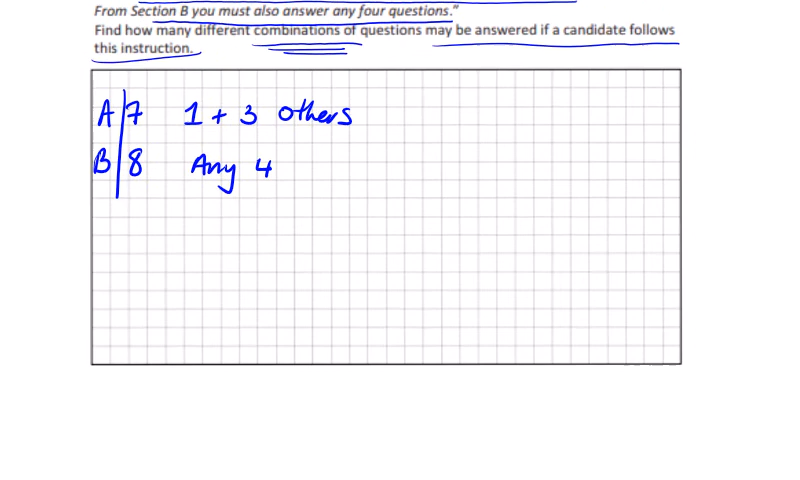 From Section B you must also answer any four questions."
Find how many different combinations of questions may be answered if a candidate follows
this instruction.
A 7 1 + 3 Others
B 8 Any 4